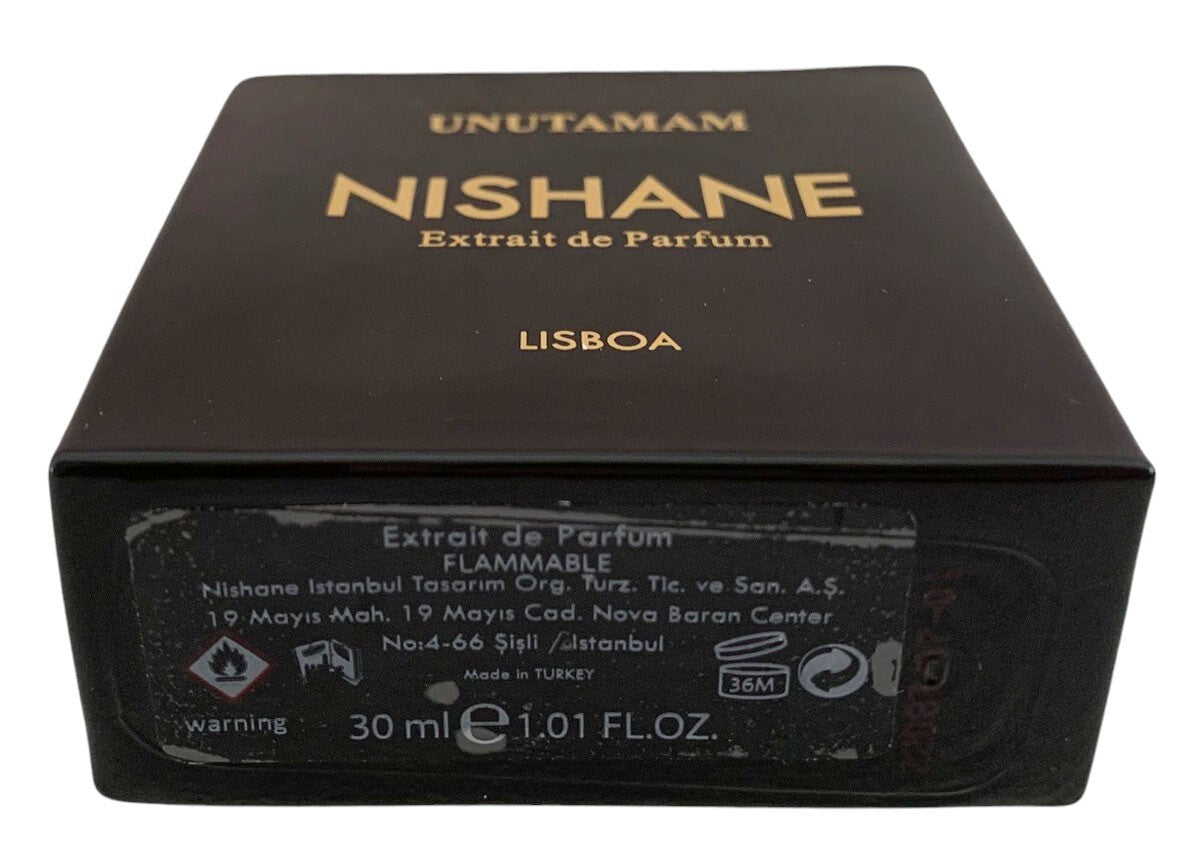 UNUTAMAM
NISHANE
Extrait de Parfum
LISBOA
Extrait de Parfum
FLAMMABLE
Nishane Istanbul Tasarım Org. Turz. Tic. ve San. A.Ş.
19 Mayıs Mah. 19 Mayıs Cad. Nova Baran Center
No:4-66 Şişli / Istanbul
Made in TURKEY
36M
warning
30 ml e 1.01 FL.OZ.